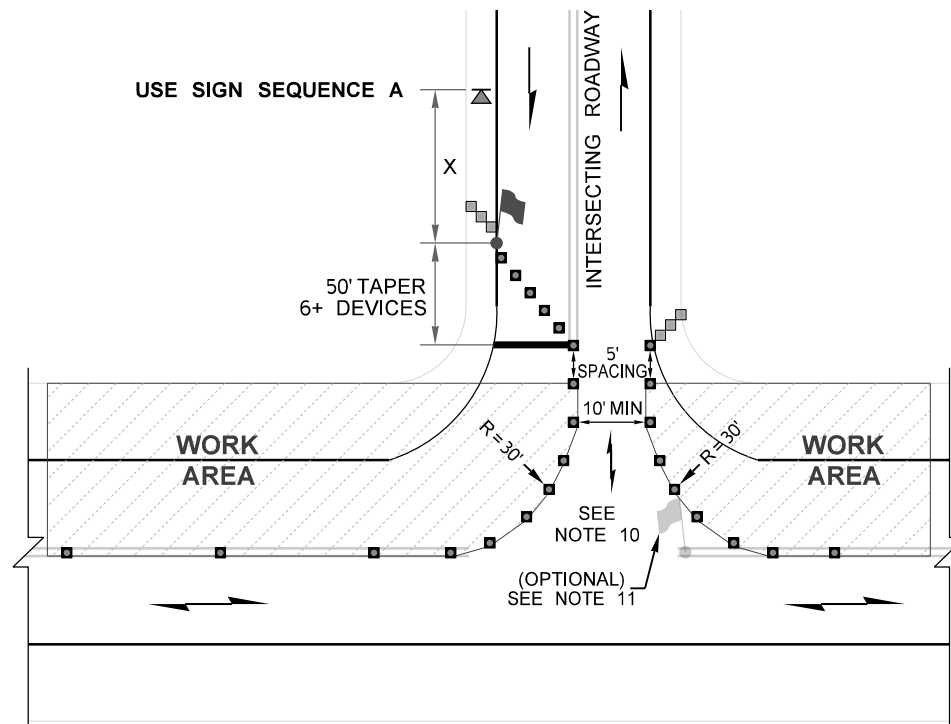 USE SIGN SEQUENCE A
INTERSECTING ROADWAY
X
50' TAPER
6+ DEVICES
5'
SPACING
10' MIN
R=30'
R=30'
WORK
AREA
WORK
AREA
SEE
NOTE 10
(OPTIONAL)
SEE NOTE 11